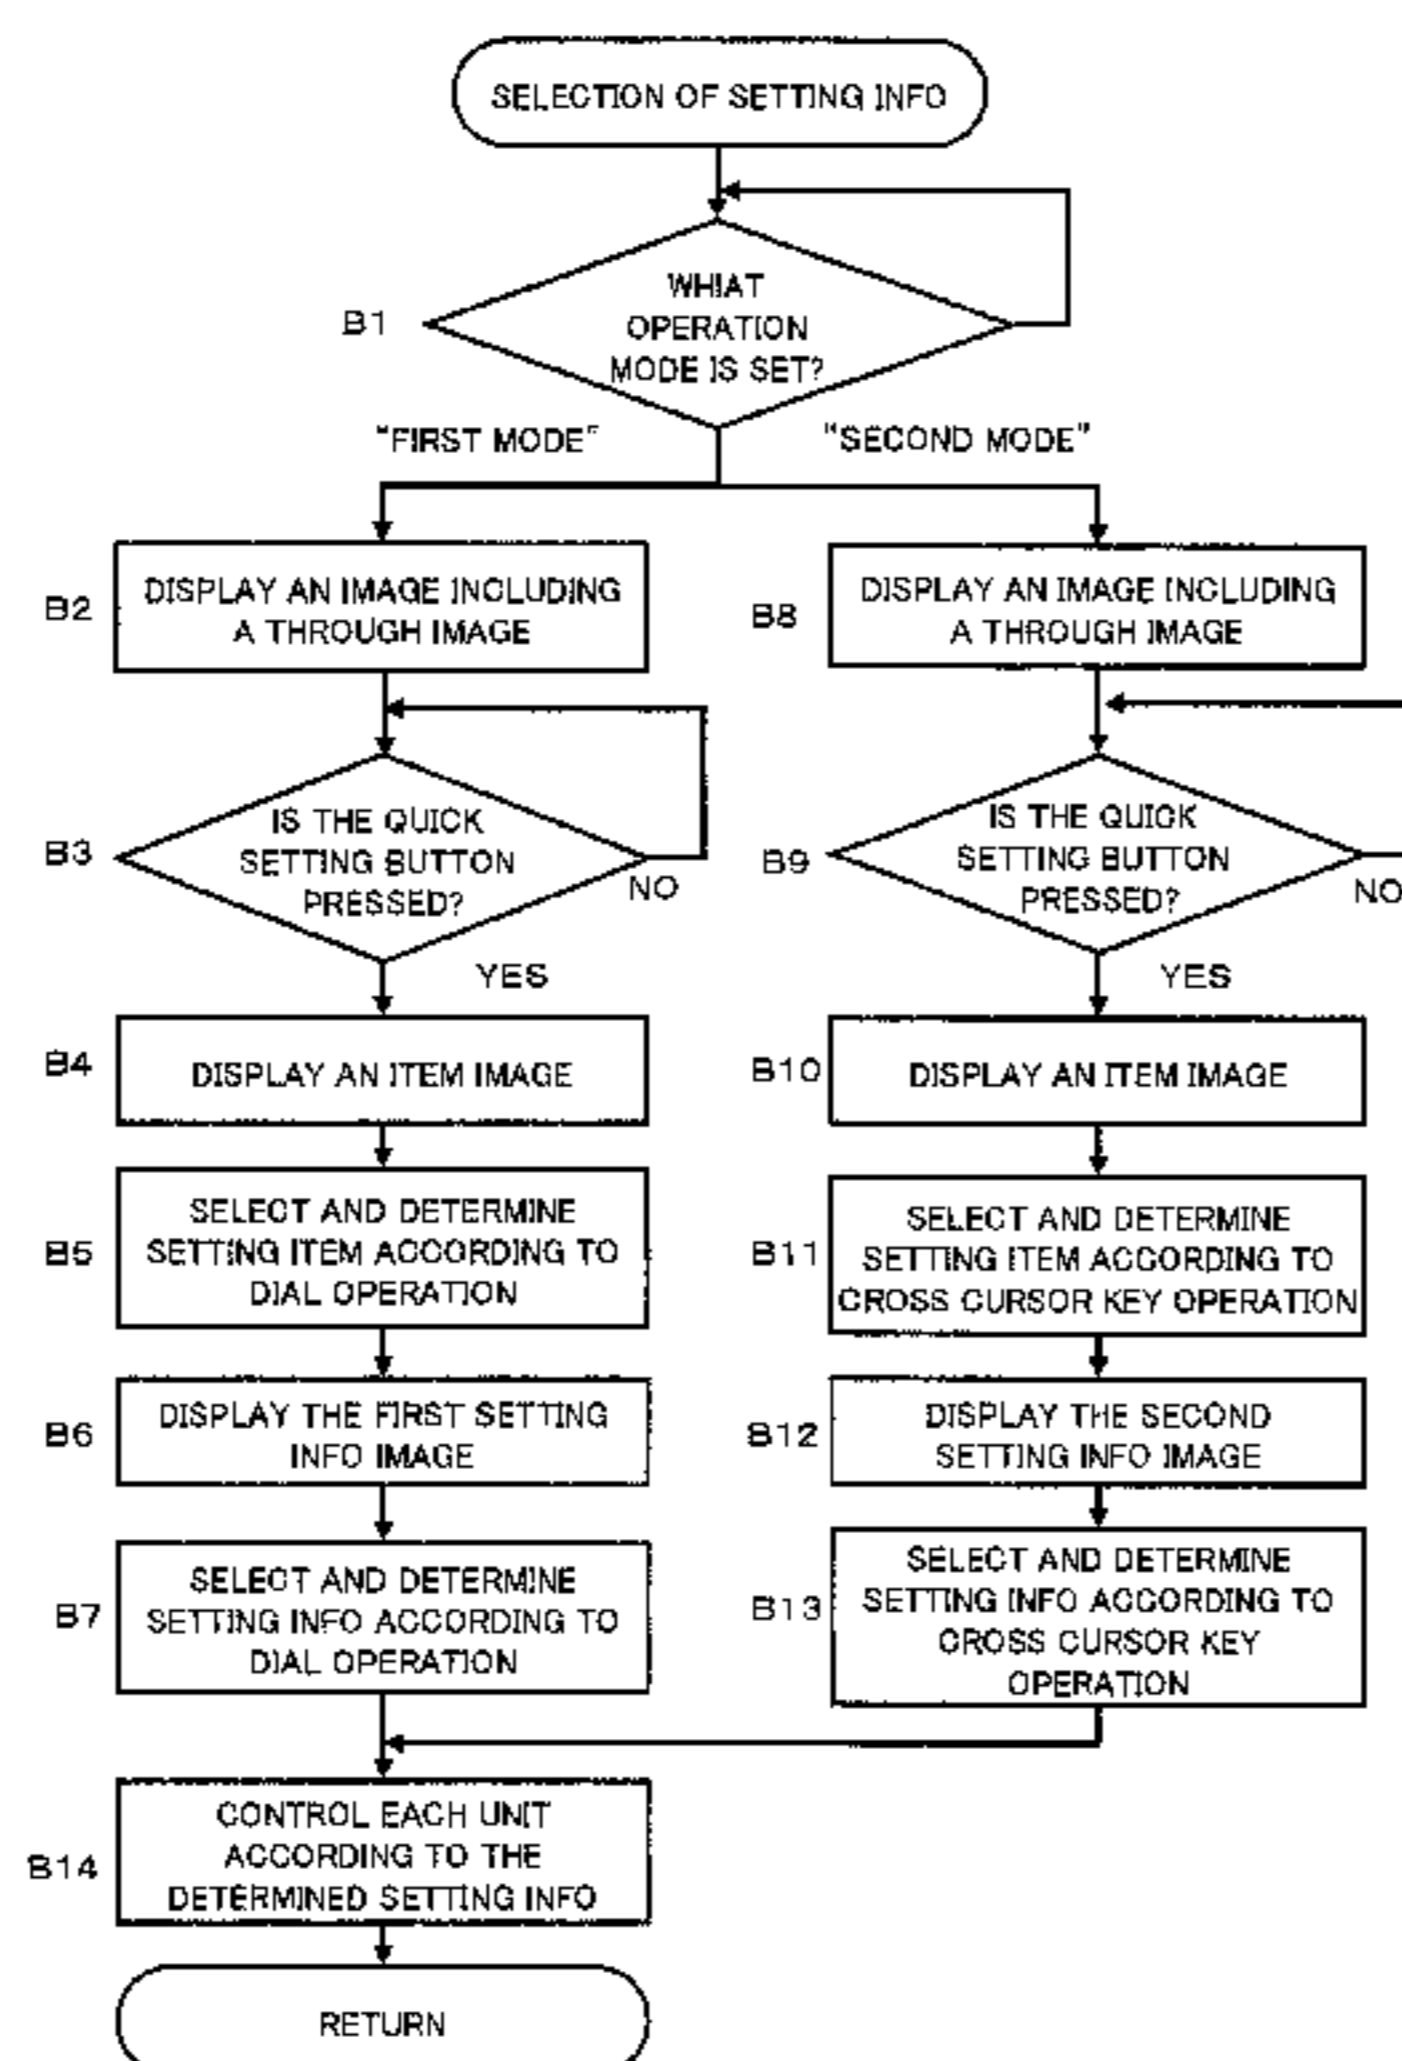 SELECTION OF SETTING INFO
B1
WHIAT
OPERATION
MODE IS SET?
"FIRST MODE"
"SECOND MODE"
B2
DISPLAY AN IMAGE INCLUDING
A THROUGH IMAGE
B8
DISPLAY AN IMAGE INCLUDING
A THROUGH IMAGE
B3
IS THE QUICK
SETTING BUTTON
PRESSED?
NO
YES
B9
IS THE QUICK
SETTING BUTTON
PRESSED?
NO
YES
B4
DISPLAY AN ITEM IMAGE
B10
DISPLAY AN ITEM IMAGE
B5
SELECT AND DETERMINE
SETTING ITEM ACCORDING TO
DIAL OPERATION
B11
SELECT AND DETERMINE
SETTING ITEM ACCORDING TO
CROSS CURSOR KEY OPERATION
B6
DISPLAY THE FIRST SETTING
INFO IMAGE
B12
DISPLAY THE SECOND
SETTING INFO IMAGE
B7
SELECT AND DETERMINE
SETTING INFO ACCORDING TO
DIAL OPERATION
B13
SELECT AND DETERMINE
SETTING INFO ACCORDING TO
CROSS CURSOR KEY
OPERATION
B14
CONTROL EACH UNIT
ACCORDING TO THE
DETERMINED SETTING INFO
RETURN